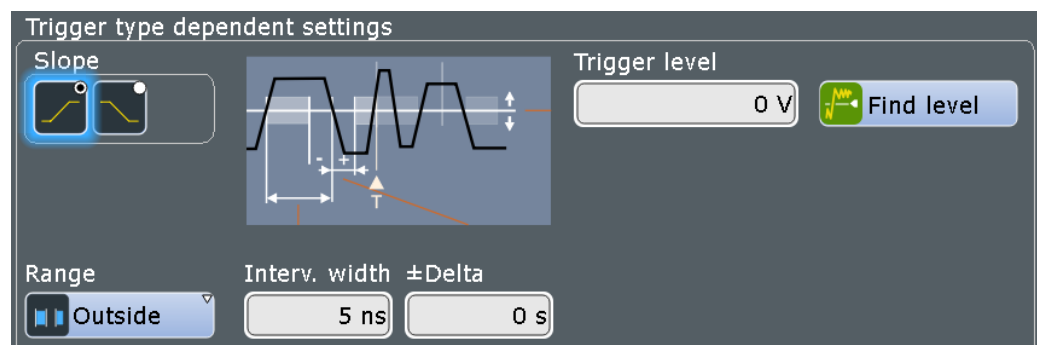 Trigger type dependent settings
Slope
Trigger level
0 V
Find level
- +
T
Range
Interv. width ±Delta
Outside
5 ns
0 s